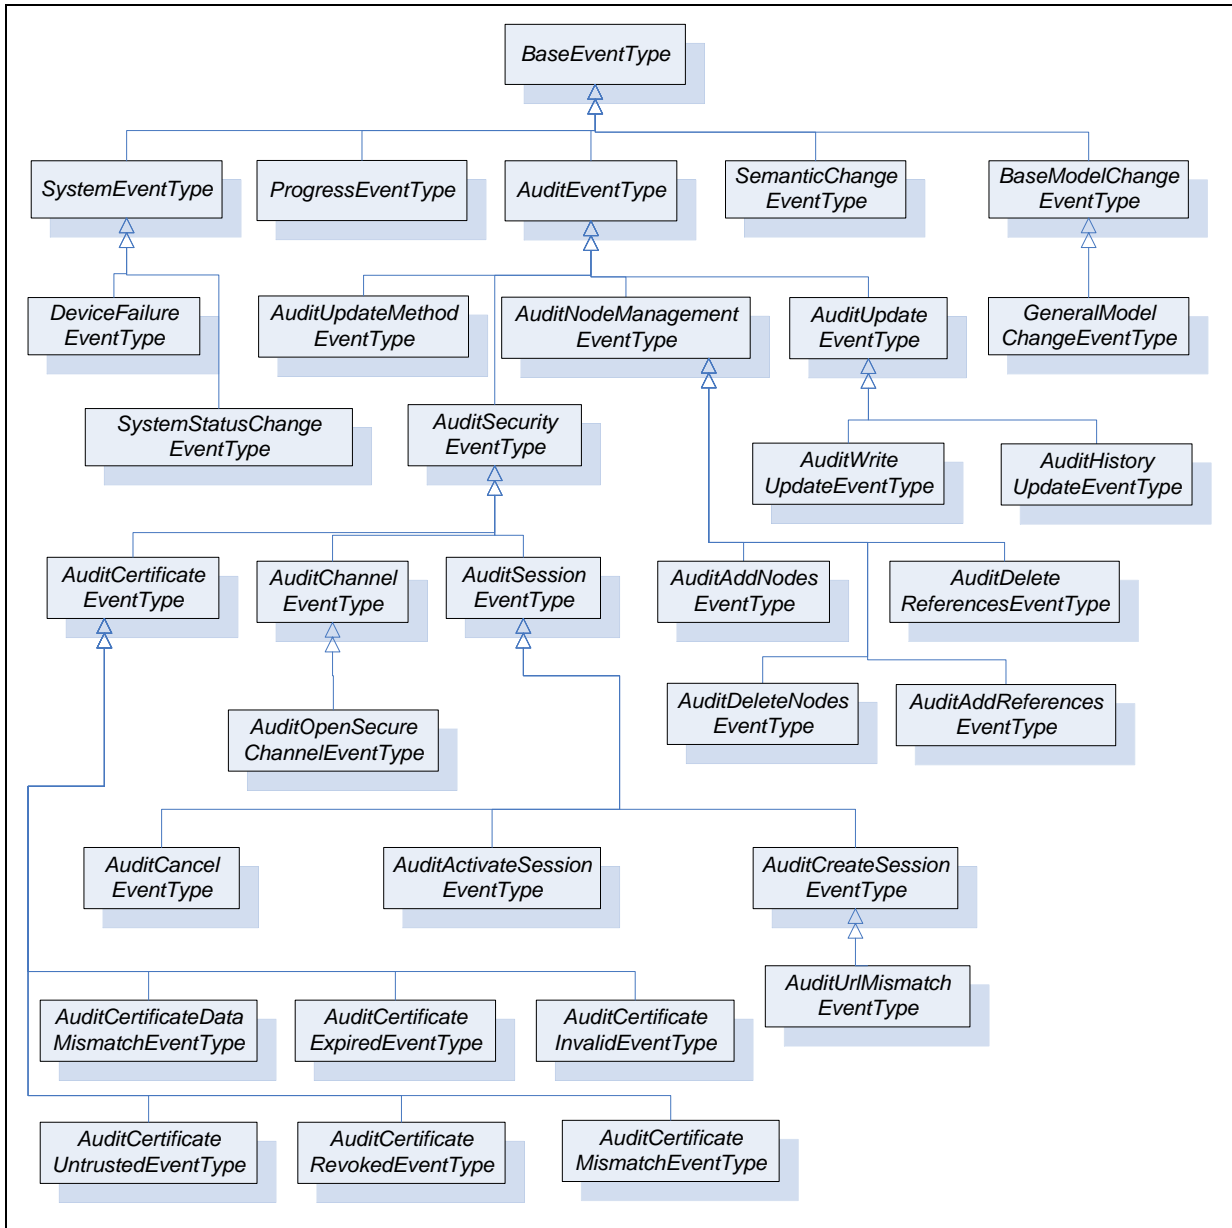 BaseEventType
SystemEventType
ProgressEventType
AuditEventType
SemanticChange
EventType
BaseModelChange
EventType
DeviceFailure
EventType
AuditUpdateMethod
EventType
AuditNodeManagement
EventType
AuditUpdate
EventType
GeneralModel
ChangeEventType
SystemStatusChange
EventType
AuditSecurity
EventType
AuditWrite
UpdateEventType
AuditHistory
UpdateEventType
AuditCertificate
EventType
AuditChannel
EventType
AuditSession
EventType
AuditAddNodes
EventType
AuditDelete
ReferencesEventType
AuditOpenSecure
ChannelEventType
AuditDeleteNodes
EventType
AuditAddReferences
EventType
AuditCancel
EventType
AuditActivateSession
EventType
AuditCreateSession
EventType
AuditUrlMismatch
EventType
AuditCertificateData
MismatchEventType
AuditCertificate
ExpiredEventType
AuditCertificate
InvalidEventType
AuditCertificate
UntrustedEventType
AuditCertificate
RevokedEventType
AuditCertificate
MismatchEventType